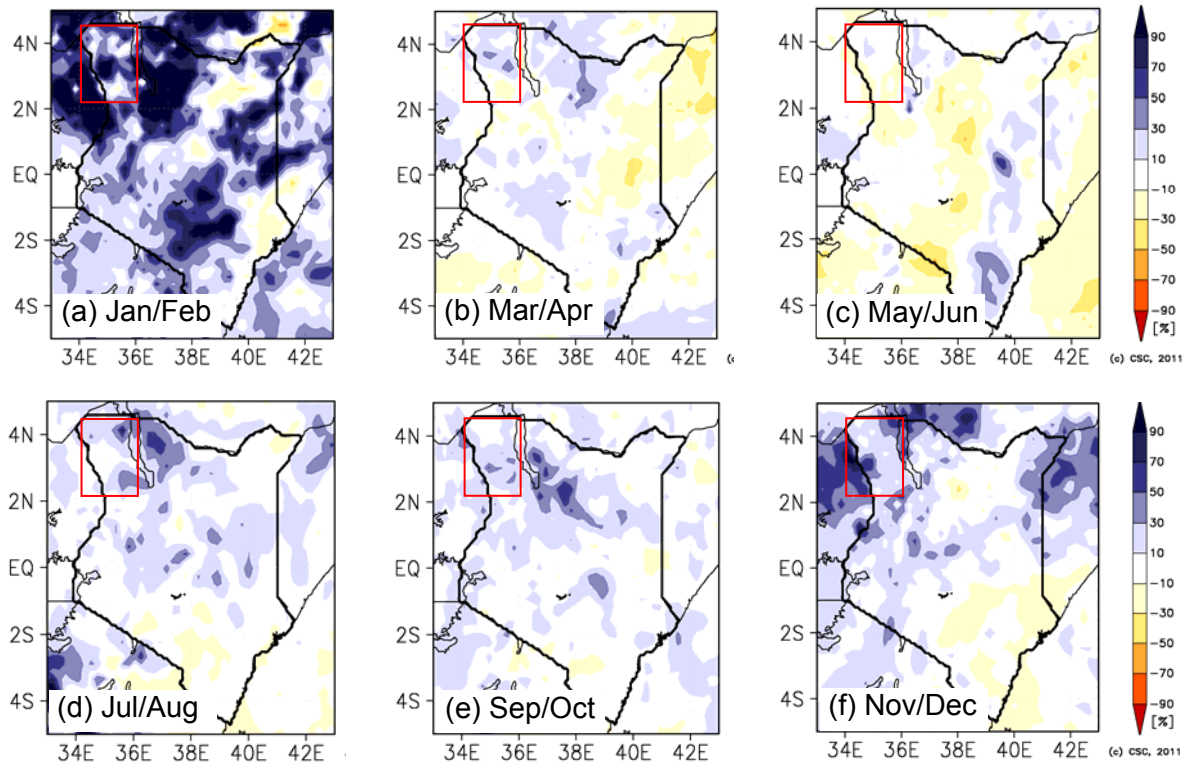 4N
2N
EQ
2S
4S
(a) Jan/Feb
34E 36E 38E 40E 42E
4N
2N
EQ
2S
4S
(b) Mar/Apr
34E 36E 38E 40E 42E
(c
4N
2N
EQ
2S
4S
(c) May/Jun
34E 36E 38E 40E 42E
90
70
50
30
10
-10
-30
-50
-70
-90
[%]
(c) CSC, 2011
4N
2N
EQ
2S
4S
(d) Jul/Aug
34E 36E 38E 40E 42E
4N
2N
EQ
2S
4S
(e) Sep/Oct
34E 36E 38E 40E 42E
4N
2N
EQ
2S
4S
(f) Nov/Dec
34E 36E 38E 40E 42E
90
70
50
30
10
-10
-30
-50
-70
-90
[%]
(c) CSC, 2011